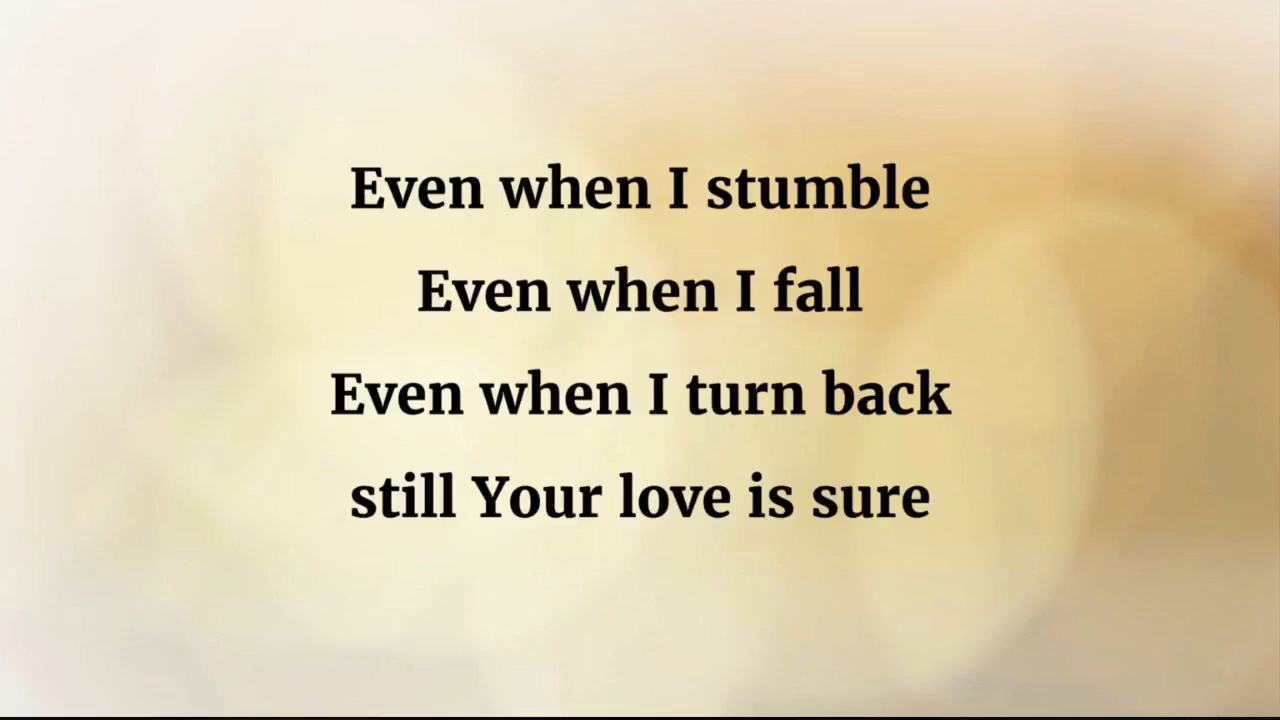 Even when I stumble
Even when I fall
Even when I turn back
still Your love is sure